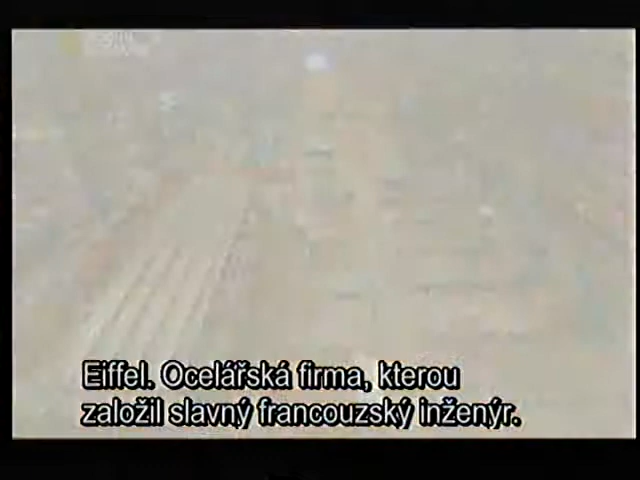 Eiffel. Ocelářská firma, kterou
založil slavný francouzský inženýr.